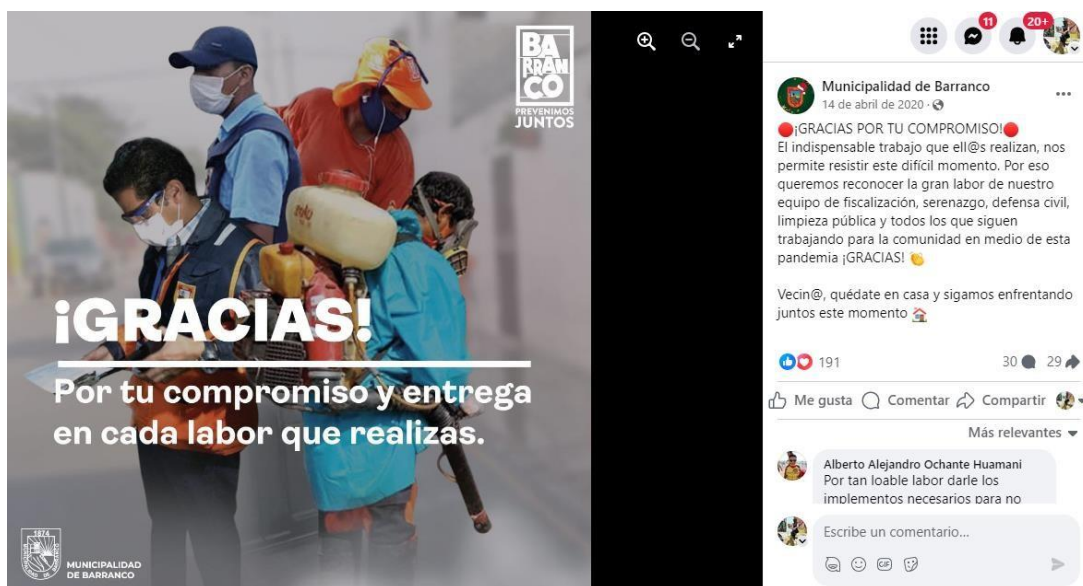 BA
RRAN
CO
PREVENIMOS
JUNTOS
¡GRACIAS!
Por tu compromiso y entrega
en cada labor que realizas.
1874
MUNICIPALIDAD
DE BARRANCO
11
20+
Municipalidad de Barranco
14 de abril de 2020 ·
🔴¡GRACIAS POR TU COMPROMISO!🔴
El indispensable trabajo que ell@s realizan, nos
permite resistir este difícil momento. Por eso
queremos reconocer la gran labor de nuestro
equipo de fiscalización, serenazgo, defensa civil,
limpieza pública y todos los que siguen
trabajando para la comunidad en medio de esta
pandemia ¡GRACIAS! 👏
Vecin@, quédate en casa y sigamos enfrentando
juntos este momento 🏠
191
30 29
Me gusta Comentar Compartir
Más relevantes
Alberto Alejandro Ochante Huamani
Por tan loable labor darle los
implementos necesarios para no
Escribe un comentario...
GIF